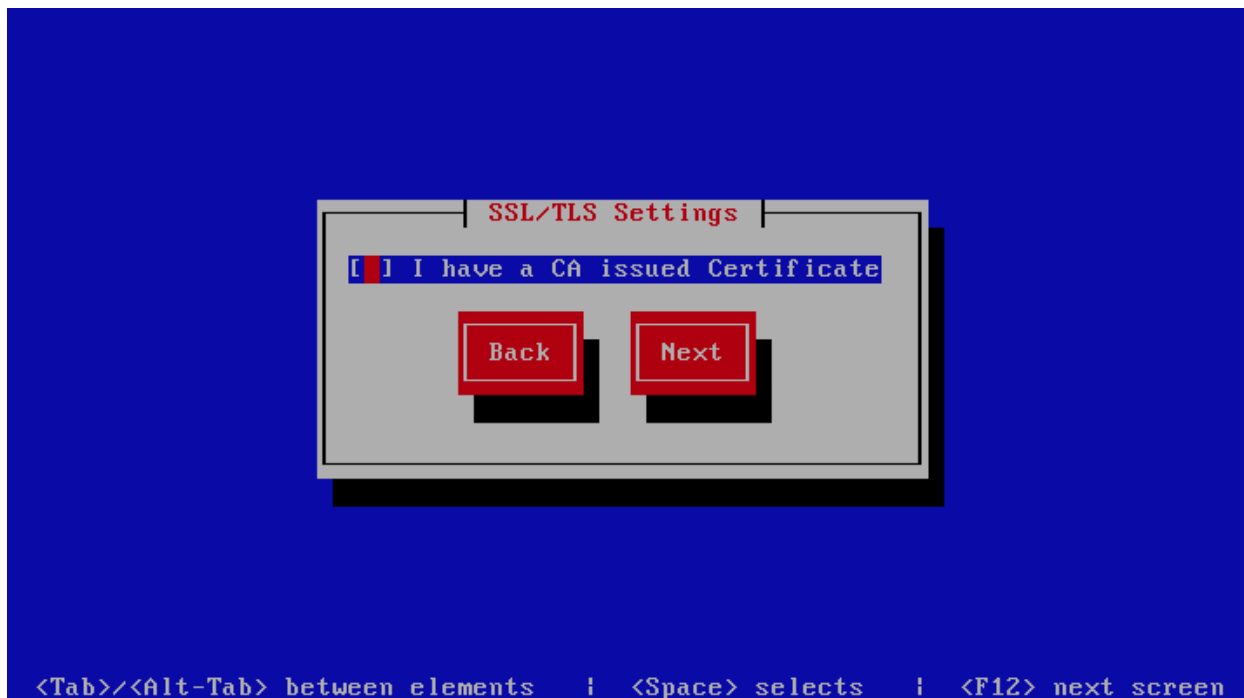 SSL/TLS Settings
[ ] I have a CA issued Certificate
Back Next
<Tab>/<Alt-Tab> between elements | <Space> selects | <F12> next screen